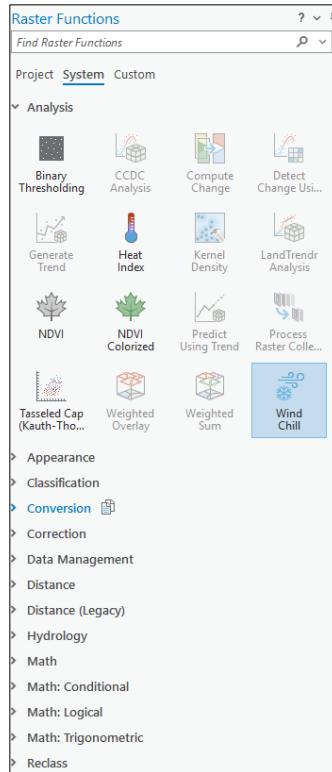 Raster Functions
?
Find Raster Functions
Project System Custom
Analysis
Binary Thresholding
CCDC Analysis
Compute Change
Detect Change Usi...
Generate Trend
Heat Index
Kernel Density
LandTrendr Analysis
NDVI
NDVI Colorized
Predict Using Trend
Process Raster Colle...
Tasseled Cap (Kauth-Tho...
Weighted Overlay
Weighted Sum
Wind Chill
Appearance
Classification
Conversion
Correction
Data Management
Distance
Distance (Legacy)
Hydrology
Math
Math: Conditional
Math: Logical
Math: Trigonometric
Reclass